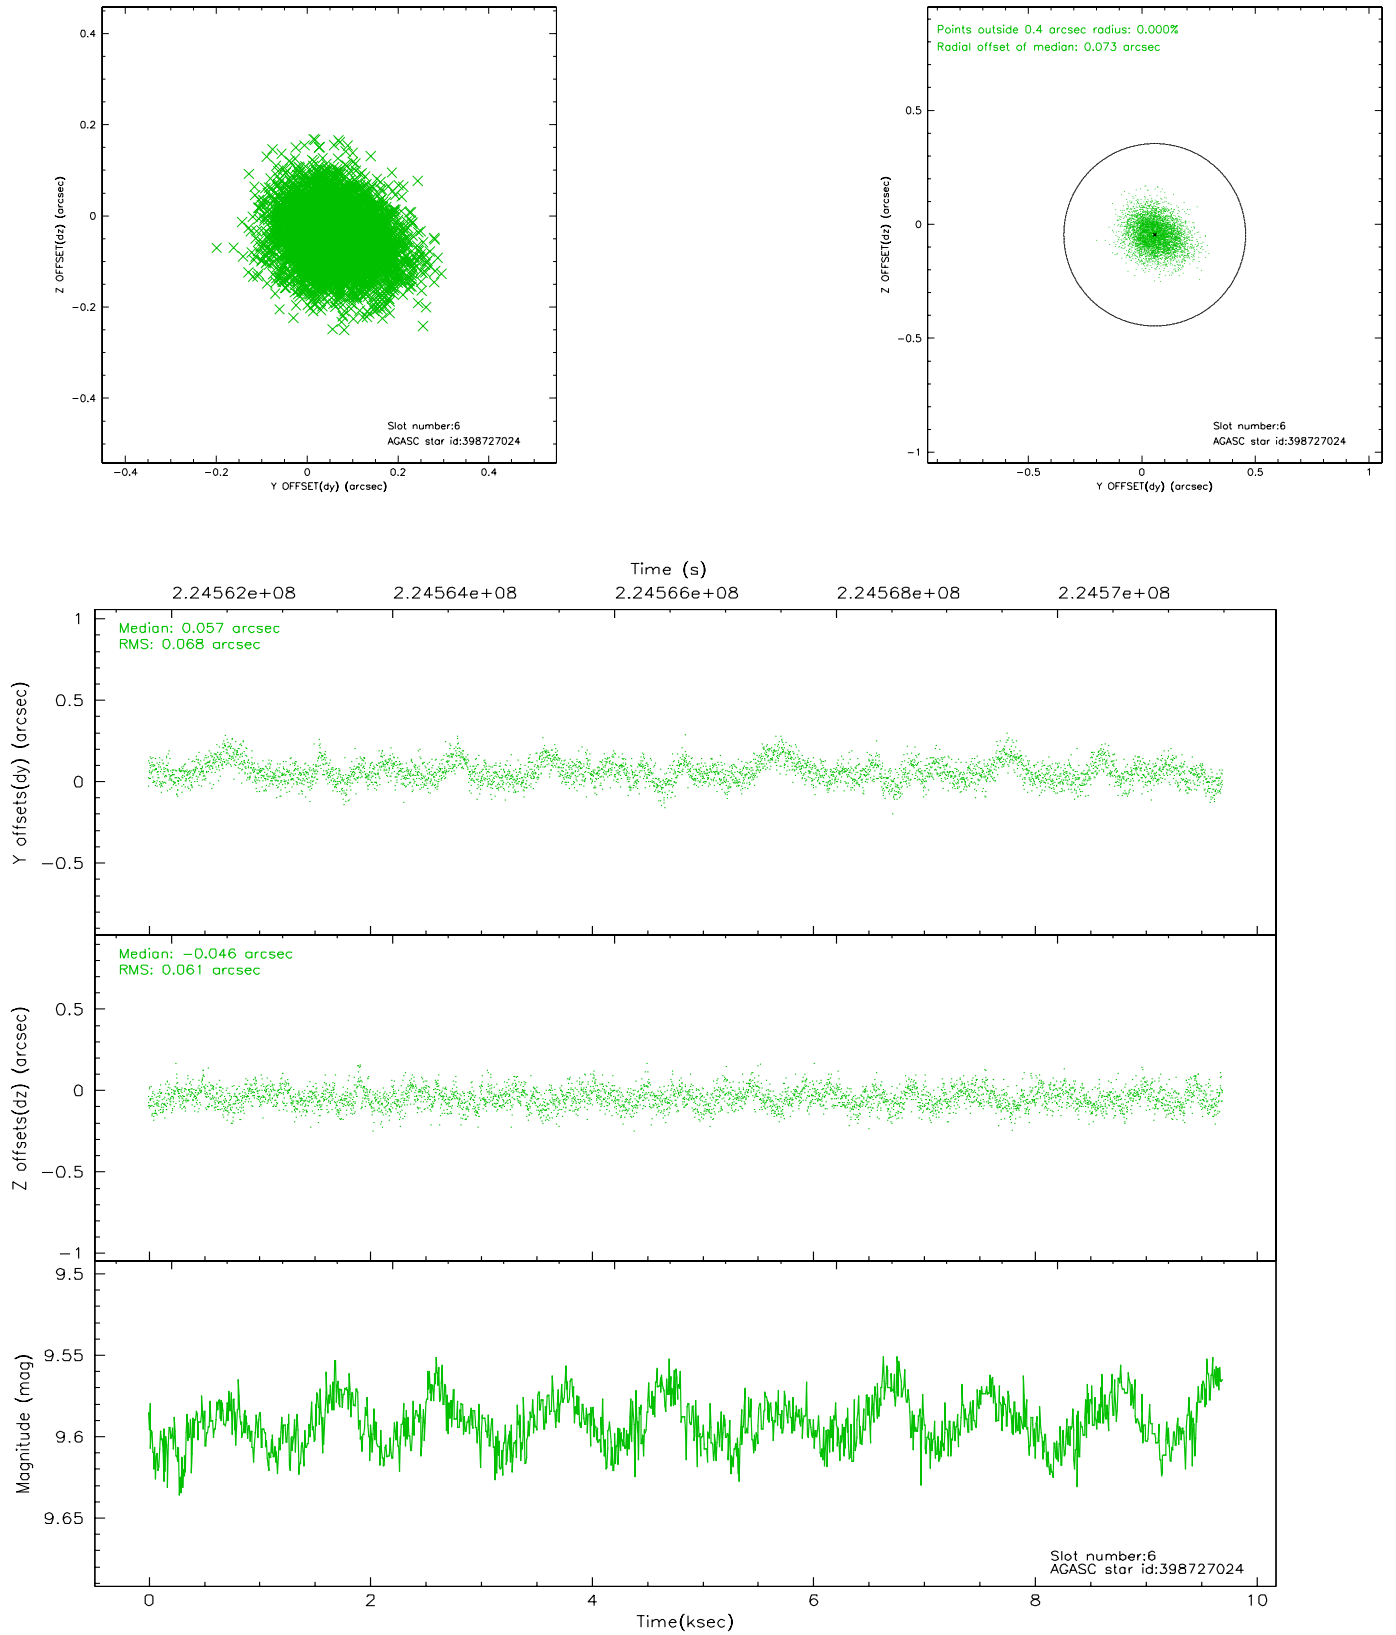 0.4
0.2
0
−0.2
−0.4
Z OFFSET(dz) (arcsec)
Slot number:6
AGASC star id:398727024
−0.4
−0.2
0
0.2
0.4
Y OFFSET(dy) (arcsec)
Points outside 0.4 arcsec radius: 0.000%
Radial offset of median: 0.073 arcsec
0.5
0
−0.5
−1
Z OFFSET(dz) (arcsec)
Slot number:6
AGASC star id:398727024
−0.5
0
0.5
1
Y OFFSET(dy) (arcsec)
Time (s)
2.24562e+08
2.24564e+08
2.24566e+08
2.24568e+08
2.2457e+08
Median: 0.057 arcsec
RMS: 0.068 arcsec
1
0.5
0
−0.5
Y offsets(dy) (arcsec)
Median: −0.046 arcsec
RMS: 0.061 arcsec
0.5
0
−0.5
−1
Z offsets(dz) (arcsec)
9.5
9.55
9.6
9.65
Magnitude (mag)
Slot number:6
AGASC star id:398727024
0
2
4
6
8
10
Time(ksec)